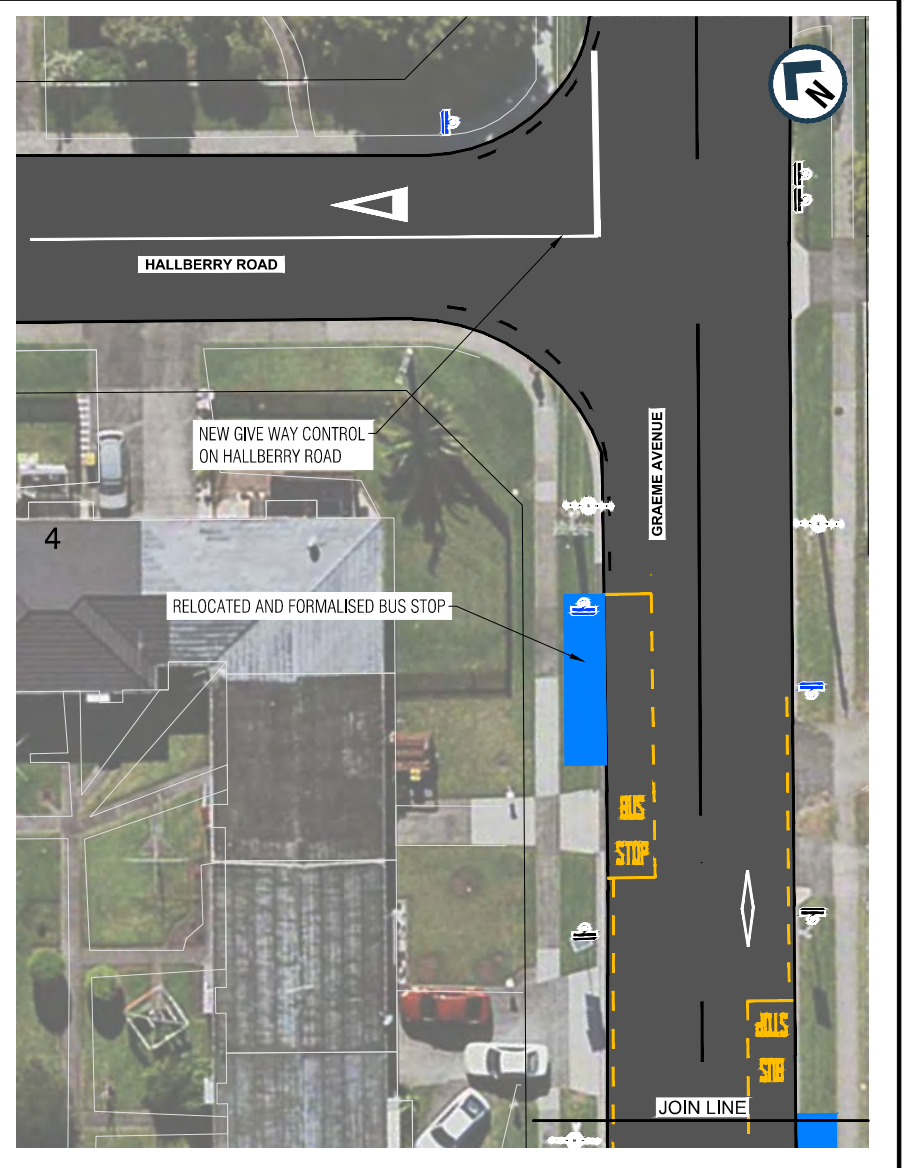 N
HALLBERRY ROAD
NEW GIVE WAY CONTROL
ON HALLBERRY ROAD
GRAEME AVENUE
4
RELOCATED AND FORMALISED BUS STOP
BUS
STOP
STOP
BUS
JOIN LINE